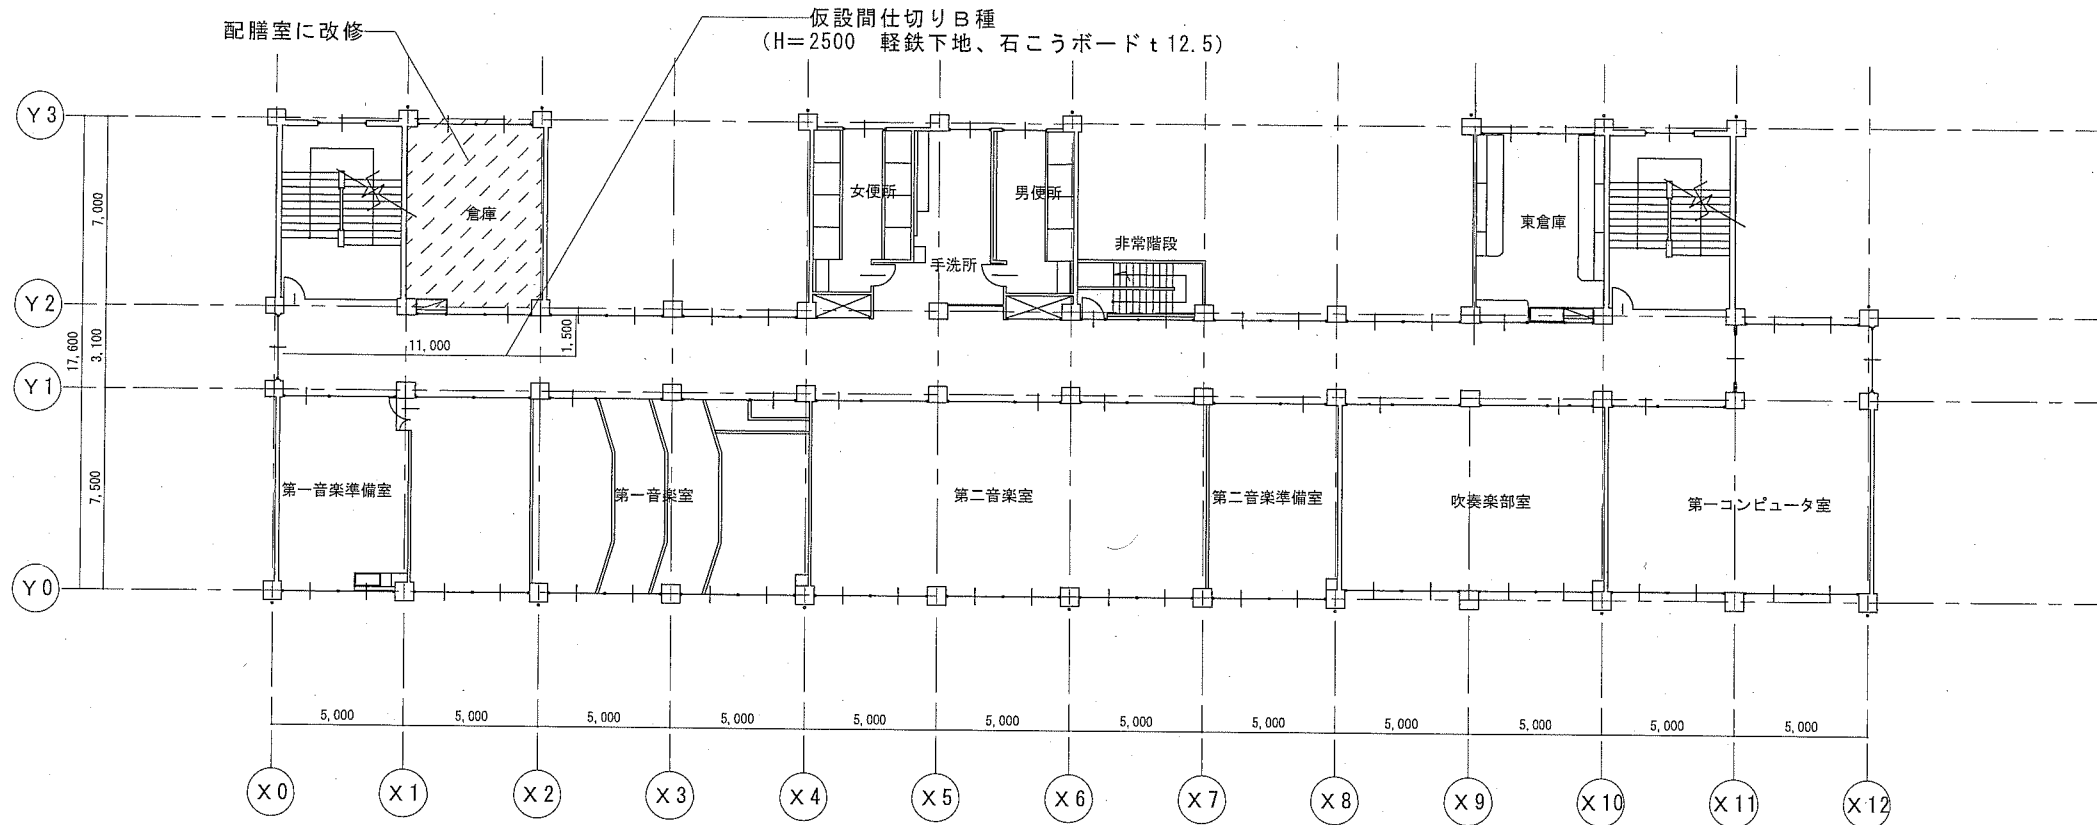 仮設間仕切りB種
配膳室に改修
(H=2500 軽鉄下地、石こうボードt12.5)
Y3
7,000
女便所
男便所
倉庫
東倉庫
非常階段
手洗所
Y2
17,600
3,100
11,000
1,500
Y1
7,500
第一音楽準備室
第一音楽室
第二音楽室
第二音楽準備室
吹奏楽部室
第一コンピュータ室
Y0
5,000
5,000
5,000
5,000
5,000
5,000
5,000
5,000
5,000
5,000
5,000
5,000
X0
X1
X2
X3
X4
X5
X6
X7
X8
X9
X10
X11
X12